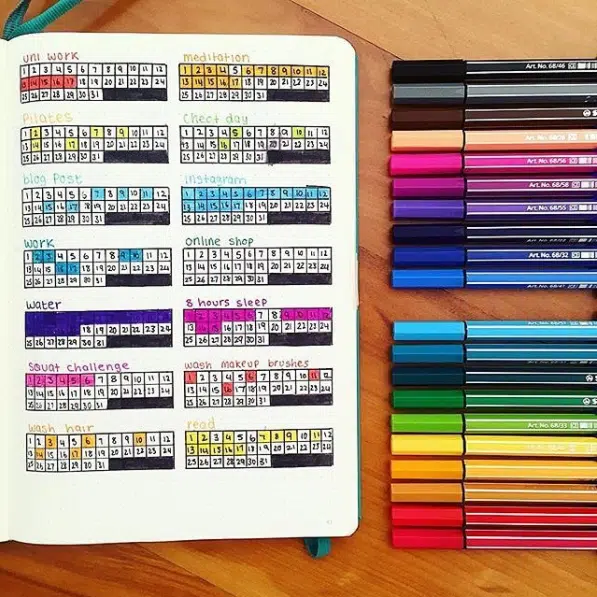 uni work
1 2 3 4 5 6 7 8 9 10 11 12
13 14 15 16 17 18 19 20 21 22 23 24
25 26 27 28 29 30 31
meditation
1 2 3 4 5 6 7 8 9 10 11 12
13 14 15 16 17 18 19 20 21 22 23 24
25 26 27 28 29 30 31
Pilates
1 2 3 4 5 6 7 8 9 10 11 12
13 14 15 16 17 18 19 20 21 22 23 24
25 26 27 28 29 30 31
Cheat day
1 2 3 4 5 6 7 8 9 10 11 12
13 14 15 16 17 18 19 20 21 22 23 24
25 26 27 28 29 30 31
blog Post
1 2 3 4 5 6 7 8 9 10 11 12
13 14 15 16 17 18 19 20 21 22 23 24
25 26 27 28 29 30 31
instagram
1 2 3 4 5 6 7 8 9 10 11 12
13 14 15 16 17 18 19 20 21 22 23 24
25 26 27 28 29 30 31
Work
1 2 3 4 5 6 7 8 9 10 11 12
13 14 15 16 17 18 19 20 21 22 23 24
25 26 27 28 29 30 31
Online shop
1 2 3 4 5 6 7 8 9 10 11 12
13 14 15 16 17 18 19 20 21 22 23 24
25 26 27 28 29 30 31
Water
18 19 20 21 22 23 24
25 26 27 28 29 30 31
8 hours sleep
1 2 3 4 5 6 7 8 9 10 11 12
13 14 15 16 17 18 19 20 21 22 23 24
25 26 27 28 29 30 31
Squat challenge
1 2 3 4 5 6 7 8 9 10 11 12
13 14 15 16 17 18 19 20 21 22 23 24
25 26 27 28 29 30 31
wash makeup brushes
1 2 3 4 5 6 7 8 9 10 11 12
13 14 15 16 17 18 19 20 21 22 23 24
25 26 27 28 29 30 31
wash hair
1 2 3 4 5 6 7 8 9 10 11 12
13 14 15 16 17 18 19 20 21 22 23 24
25 26 27 28 29 30 31
read
1 2 3 4 5 6 7 8 9 10 11 12
13 14 15 16 17 18 19 20 21 22 23 24
25 26 27 28 29 30 31
Art. No. 68/46
Art. No. 68/56
Art. No. 68/58
Art. No. 68/55
Art. No. 68/32
Art. No. 68/33